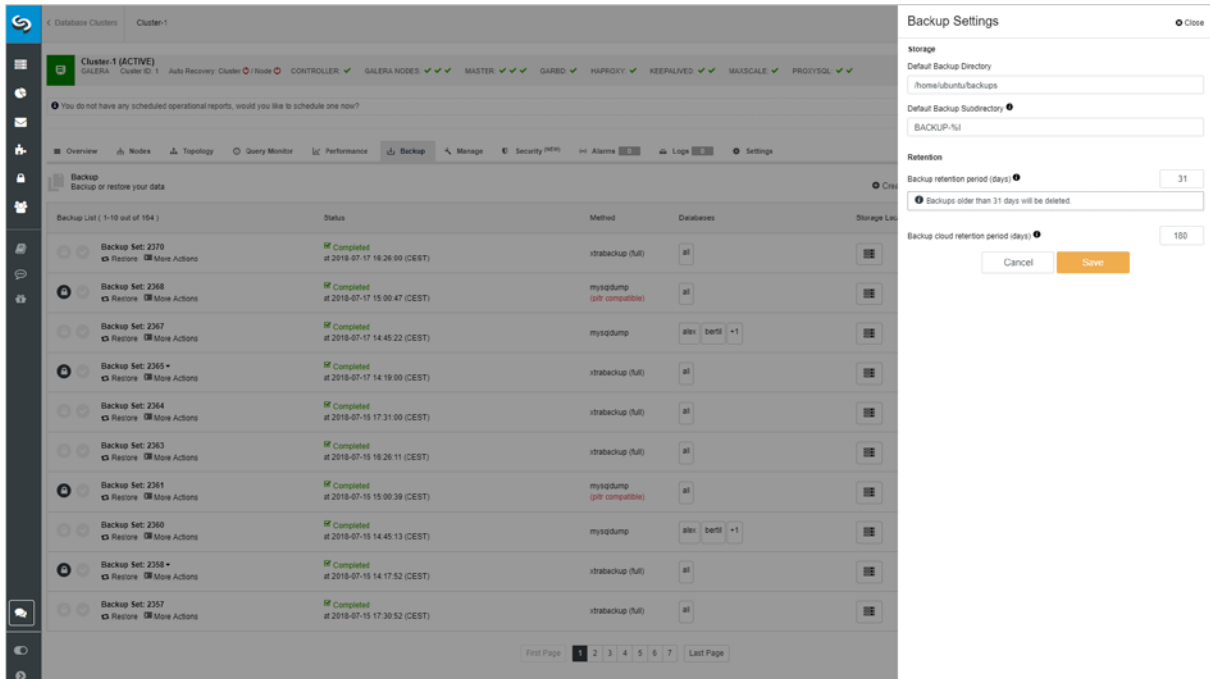 Database Clusters
Cluster-1
Cluster-1 (ACTIVE)
GALERA Cluster ID: 1 Auto Recovery: Cluster / Node CONTROLLER: GALERA NODES: MASTER: GARBD: HAPROXY: KEEPALIVED: MAXSCALE: PROXYSQL:
You do not have any scheduled operational reports, would you like to schedule one now?
Overview Nodes Topology Query Monitor Performance Backup Manage Security (NEW) Alarms 0 Logs 0 Settings
Backup
Backup or restore your data
Backup List ( 1-10 out of 164 ) Status Method Databases
Backup Set: 2370 Completed
Restore More Actions at 2018-07-17 16:26:00 (CEST) xtrabackup (full) all
Backup Set: 2368 Completed mysqldump
Restore More Actions at 2018-07-17 15:00:47 (CEST) (pitr compatible) all
Backup Set: 2367 Completed
Restore More Actions at 2018-07-17 14:45:22 (CEST) mysqldump alex bertil +1
Backup Set: 2365 Completed
Restore More Actions at 2018-07-17 14:19:00 (CEST) xtrabackup (full) all
Backup Set: 2364 Completed
Restore More Actions at 2018-07-15 17:31:00 (CEST) xtrabackup (full) all
Backup Set: 2363 Completed
Restore More Actions at 2018-07-15 16:26:11 (CEST) xtrabackup (full) all
Backup Set: 2361 Completed mysqldump
Restore More Actions at 2018-07-15 15:00:39 (CEST) (pitr compatible) all
Backup Set: 2360 Completed
Restore More Actions at 2018-07-15 14:45:13 (CEST) mysqldump alex bertil +1
Backup Set: 2358 Completed
Restore More Actions at 2018-07-15 14:17:52 (CEST) xtrabackup (full) all
Backup Set: 2357 Completed
Restore More Actions at 2018-07-15 17:30:52 (CEST) xtrabackup (full) all
First Page 1 2 3 4 5 6 7 Last Page
Backup Settings
Close
Storage
Default Backup Directory
/home/ubuntu/backups
Default Backup Subdirectory
BACKUP-%I
Retention
Backup retention period (days) 31
Backups older than 31 days will be deleted.
Backup cloud retention period (days) 180
Cancel Save